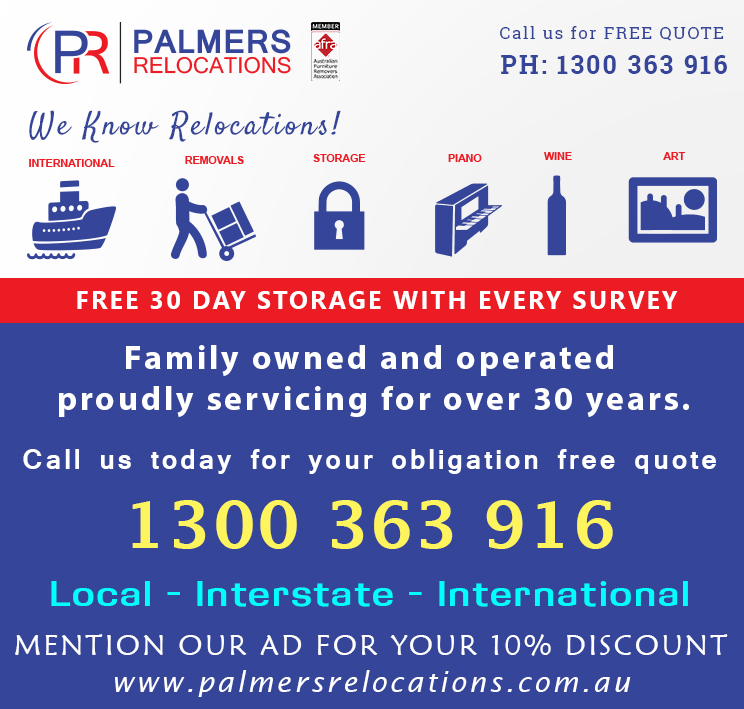 PR
PALMERS
RELOCATIONS
MEMBER
afra
Australian
Furniture
Removers
Association
Call us for FREE QUOTE
PH: 1300 363 916
We Know Relocations!
INTERNATIONAL
REMOVALS
STORAGE
PIANO
WINE
ART
FREE 30 DAY STORAGE WITH EVERY SURVEY
Family owned and operated
proudly servicing for over 30 years.
Call us today for your obligation free quote
1300 363 916
Local - Interstate - International
MENTION OUR AD FOR YOUR 10% DISCOUNT
www.palmersrelocations.com.au